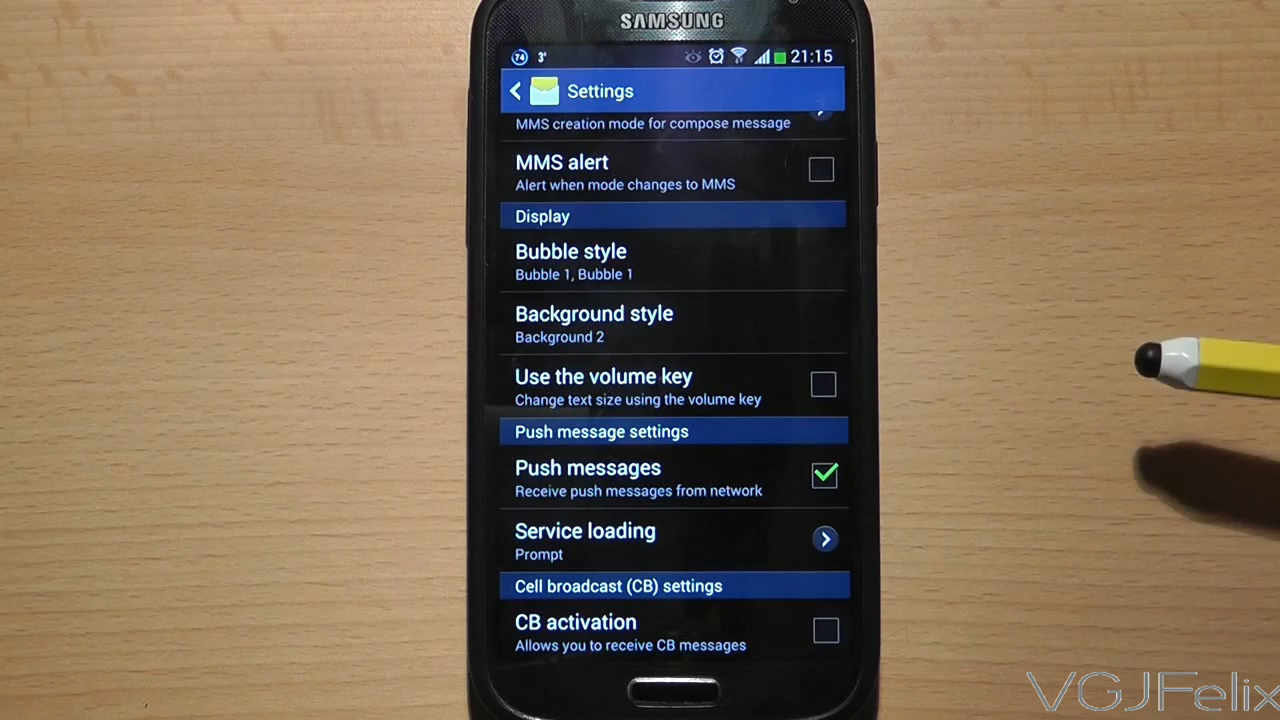 SAMSUNG
74 3° 21:15
Settings
MMS creation mode for compose message
MMS alert
Alert when mode changes to MMS
Display
Bubble style
Bubble 1, Bubble 1
Background style
Background 2
Use the volume key
Change text size using the volume key
Push message settings
Push messages
Receive push messages from network
Service loading
Prompt
Cell broadcast (CB) settings
CB activation
Allows you to receive CB messages
VGJFelix